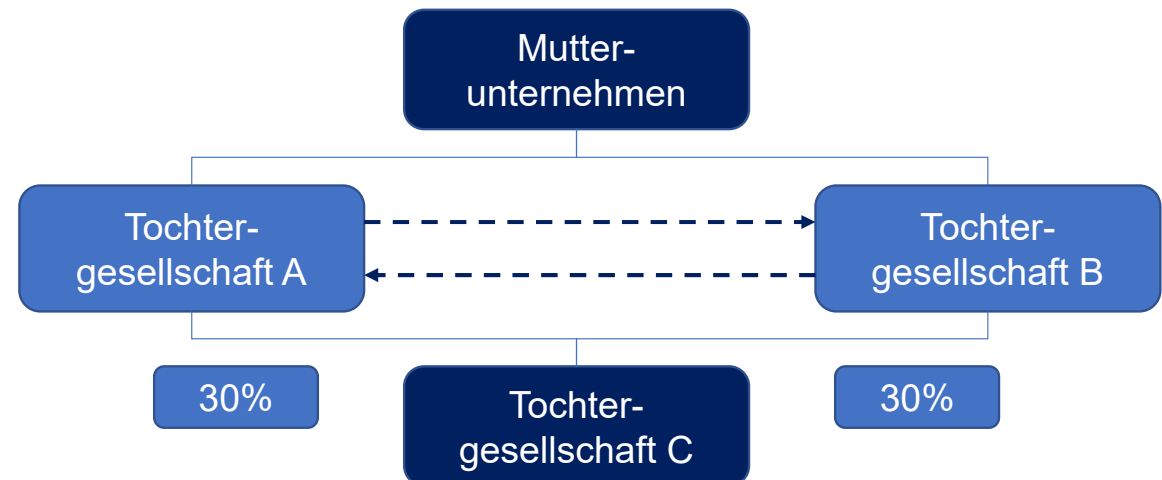 Mutter-
unternehmen
Tochter-
gesellschaft A
Tochter-
gesellschaft B
30%
Tochter-
gesellschaft C
30%